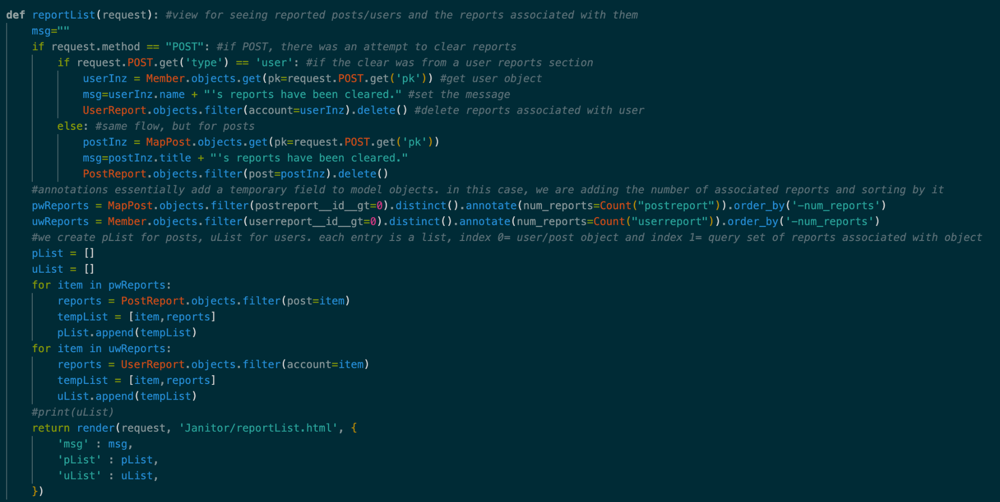 def reportList(request): #view for seeing reported posts/users and the reports associated with them
    msg=""
    if request.method == "POST": #if POST, there was an attempt to clear reports
        if request.POST.get('type') == 'user': #if the clear was from a user reports section
            userInz = Member.objects.get(pk=request.POST.get('pk')) #get user object
            msg=userInz.name + "'s reports have been cleared." #set the message
            UserReport.objects.filter(account=userInz).delete() #delete reports associated with user
        else: #same flow, but for posts
            postInz = MapPost.objects.get(pk=request.POST.get('pk'))
            msg=postInz.title + "'s reports have been cleared."
            PostReport.objects.filter(post=postInz).delete()
    #annotations essentially add a temporary field to model objects. in this case, we are adding the number of associated reports and sorting by it
    pwReports = MapPost.objects.filter(postreport__id__gt=0).distinct().annotate(num_reports=Count("postreport")).order_by('-num_reports')
    uwReports = Member.objects.filter(userreport__id__gt=0).distinct().annotate(num_reports=Count("userreport")).order_by('-num_reports')
    #we create pList for posts, uList for users. each entry is a list, index 0= user/post object and index 1= query set of reports associated with object
    pList = []
    uList = []
    for item in pwReports:
        reports = PostReport.objects.filter(post=item)
        tempList = [item,reports]
        pList.append(tempList)
    for item in uwReports:
        reports = UserReport.objects.filter(account=item)
        tempList = [item,reports]
        uList.append(tempList)
    #print(uList)
    return render(request, 'Janitor/reportList.html', {
        'msg' : msg,
        'pList' : pList,
        'uList' : uList,
    })